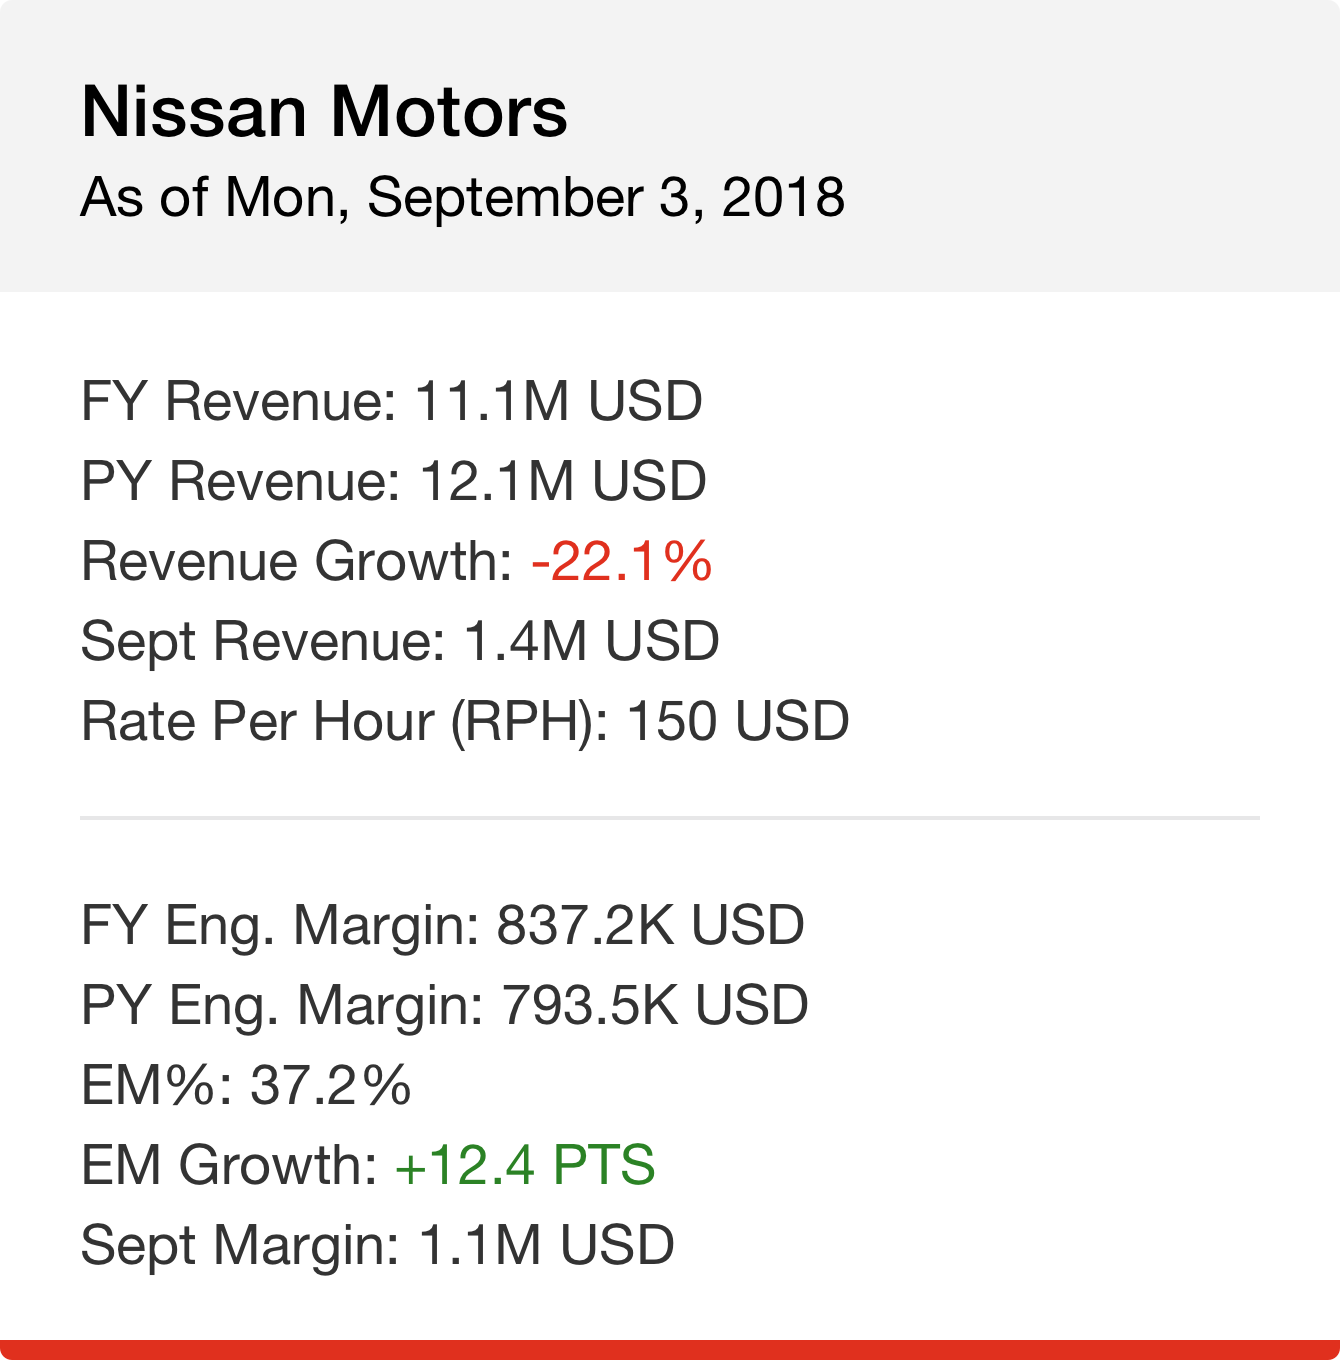 Nissan Motors
As of Mon, September 3, 2018
FY Revenue: 11.1M USD
PY Revenue: 12.1M USD
Revenue Growth: -22.1%
Sept Revenue: 1.4M USD
Rate Per Hour (RPH): 150 USD
FY Eng. Margin: 837.2K USD
PY Eng. Margin: 793.5K USD
EM%: 37.2%
EM Growth: +12.4 PTS
Sept Margin: 1.1M USD